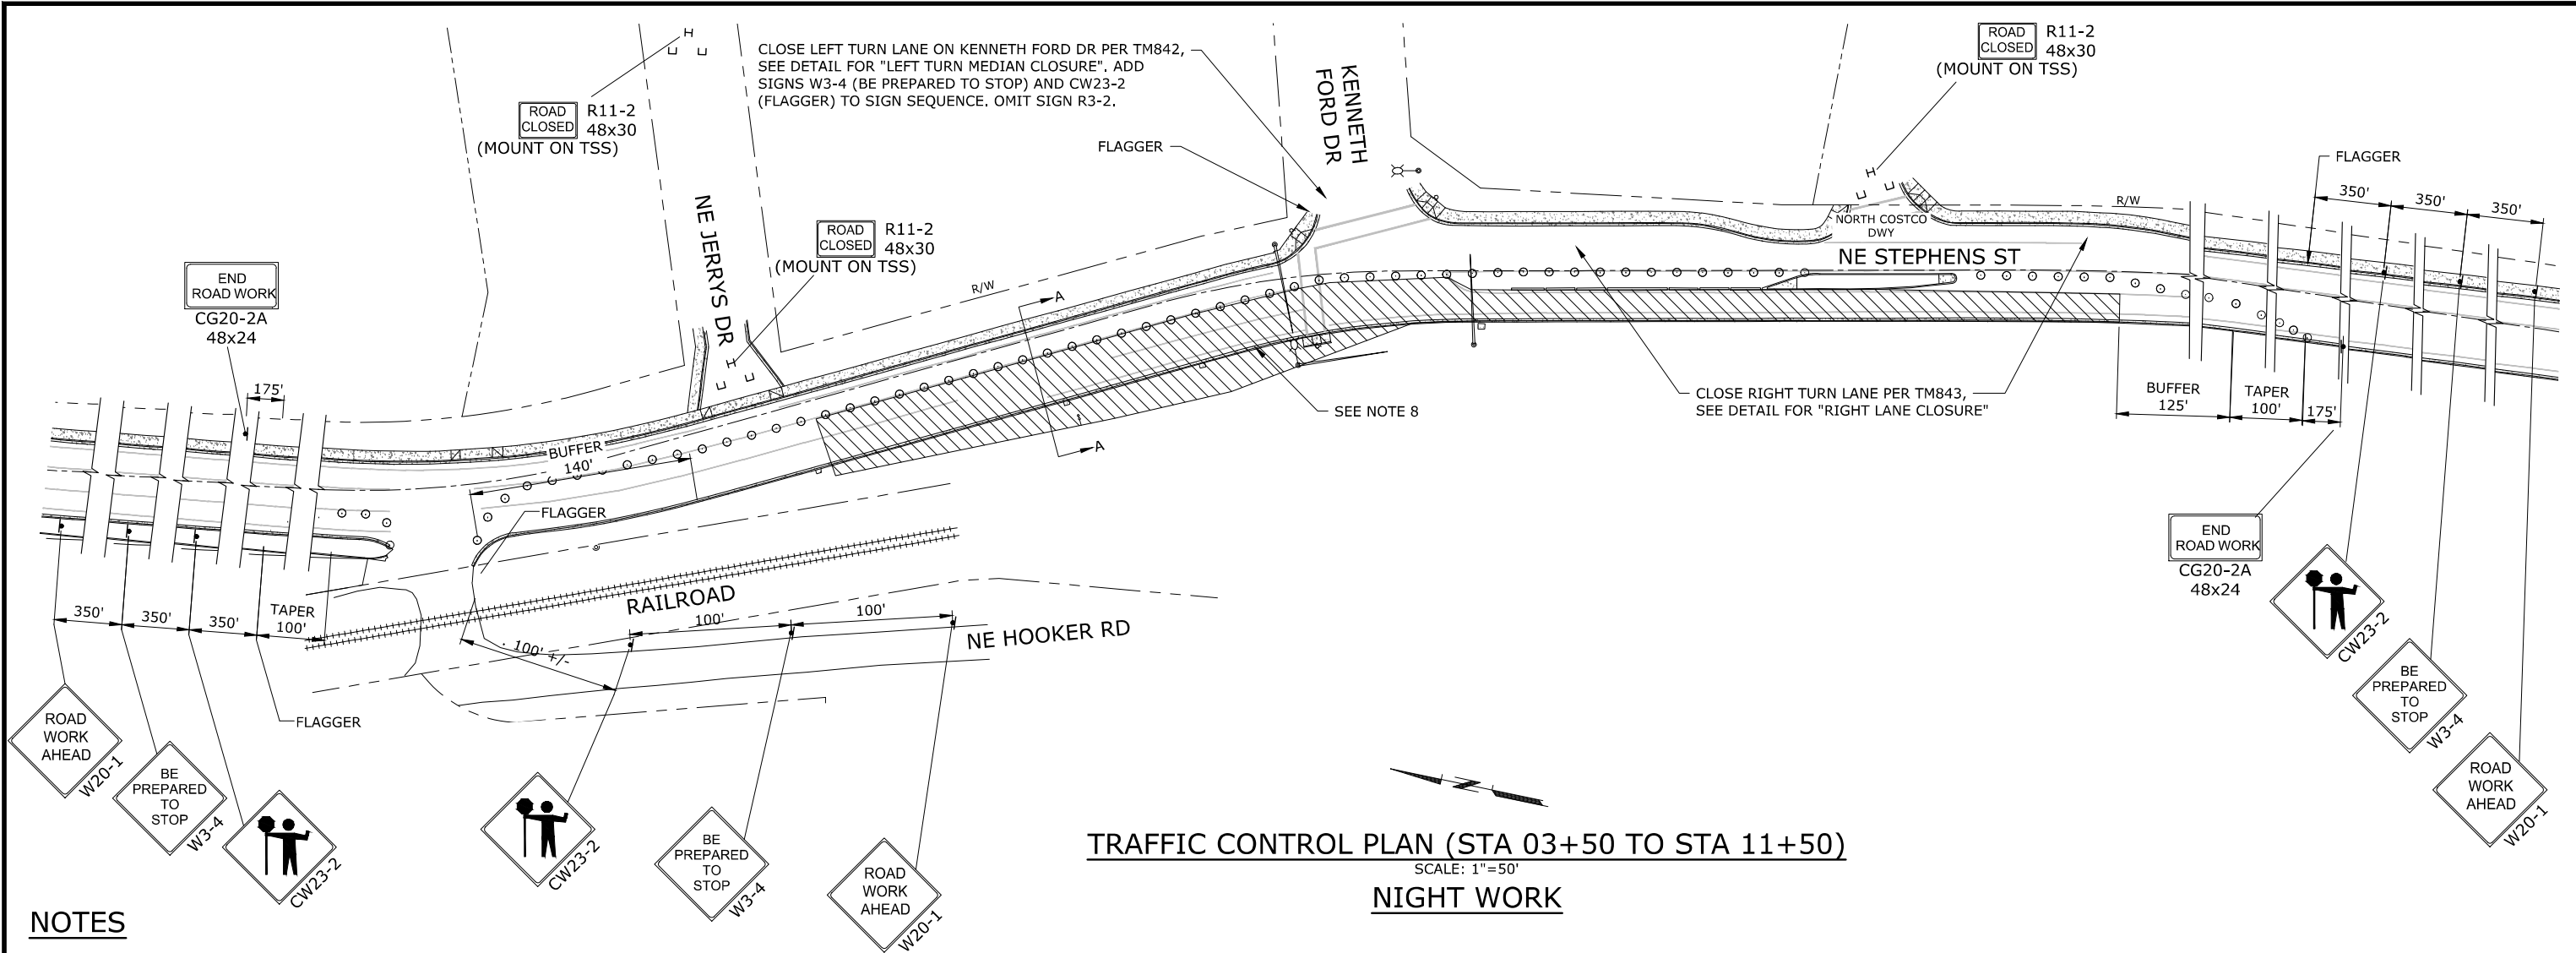 ROAD
CLOSED
R11-2
48x30
(MOUNT ON TSS)
CLOSE LEFT TURN LANE ON KENNETH FORD DR PER TM842,
SEE DETAIL FOR "LEFT TURN MEDIAN CLOSURE". ADD
SIGNS W3-4 (BE PREPARED TO STOP) AND CW23-2
(FLAGGER) TO SIGN SEQUENCE. OMIT SIGN R3-2.
FLAGGER
KENNETH
FORD DR
ROAD
CLOSED
R11-2
48x30
(MOUNT ON TSS)
FLAGGER
350'
350'
350'
R/W
NORTH COSTCO
DWY
NE STEPHENS ST
NE JERRYS DR
ROAD
CLOSED
R11-2
48x30
(MOUNT ON TSS)
R/W
A
A
END
ROAD WORK
CG20-2A
48x24
175'
BUFFER
140'
SEE NOTE 8
CLOSE RIGHT TURN LANE PER TM843,
SEE DETAIL FOR "RIGHT LANE CLOSURE"
BUFFER
125'
TAPER
100'
175'
FLAGGER
RAILROAD
NE HOOKER RD
100'
100'
100' +/-
350'
350'
350'
TAPER
100'
FLAGGER
END
ROAD WORK
CG20-2A
48x24
CW23-2
BE
PREPARED
TO
STOP
W3-4
ROAD
WORK
AHEAD
W20-1
ROAD
WORK
AHEAD
W20-1
BE
PREPARED
TO
STOP
W3-4
CW23-2
CW23-2
BE
PREPARED
TO
STOP
W3-4
ROAD
WORK
AHEAD
W20-1
N
TRAFFIC CONTROL PLAN (STA 03+50 TO STA 11+50)
SCALE: 1"=50'
NIGHT WORK
NOTES